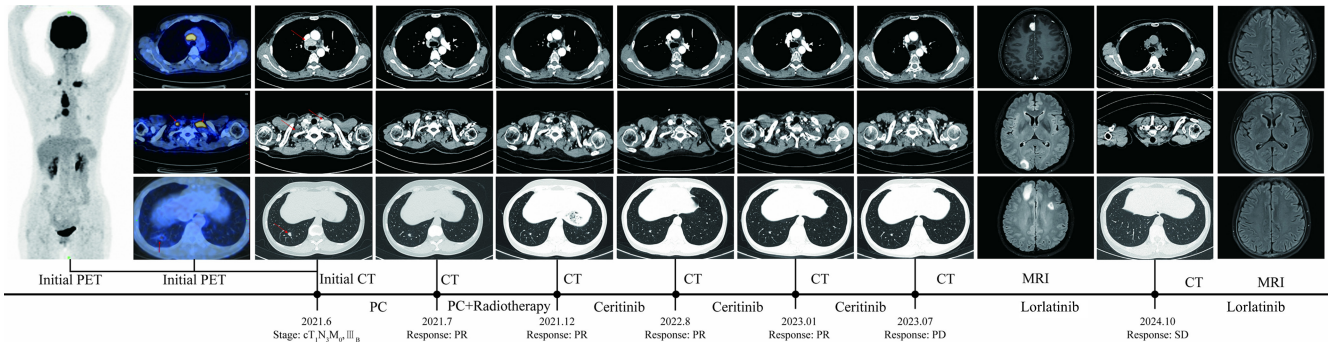 Initial PET
Initial PET
Initial CT
CT
CT
CT
CT
CT
MRI
CT
MRI
PC
PC+Radiotherapy
Ceritinib
Ceritinib
Ceritinib
Lorlatinib
Lorlatinib
2021.6
Stage: cT₁N₃M₀,Ⅲ_B
2021.7
Response: PR
2021.12
Response: PR
2022.8
Response: PR
2023.01
Response: PR
2023.07
Response: PD
2024.10
Response: SD